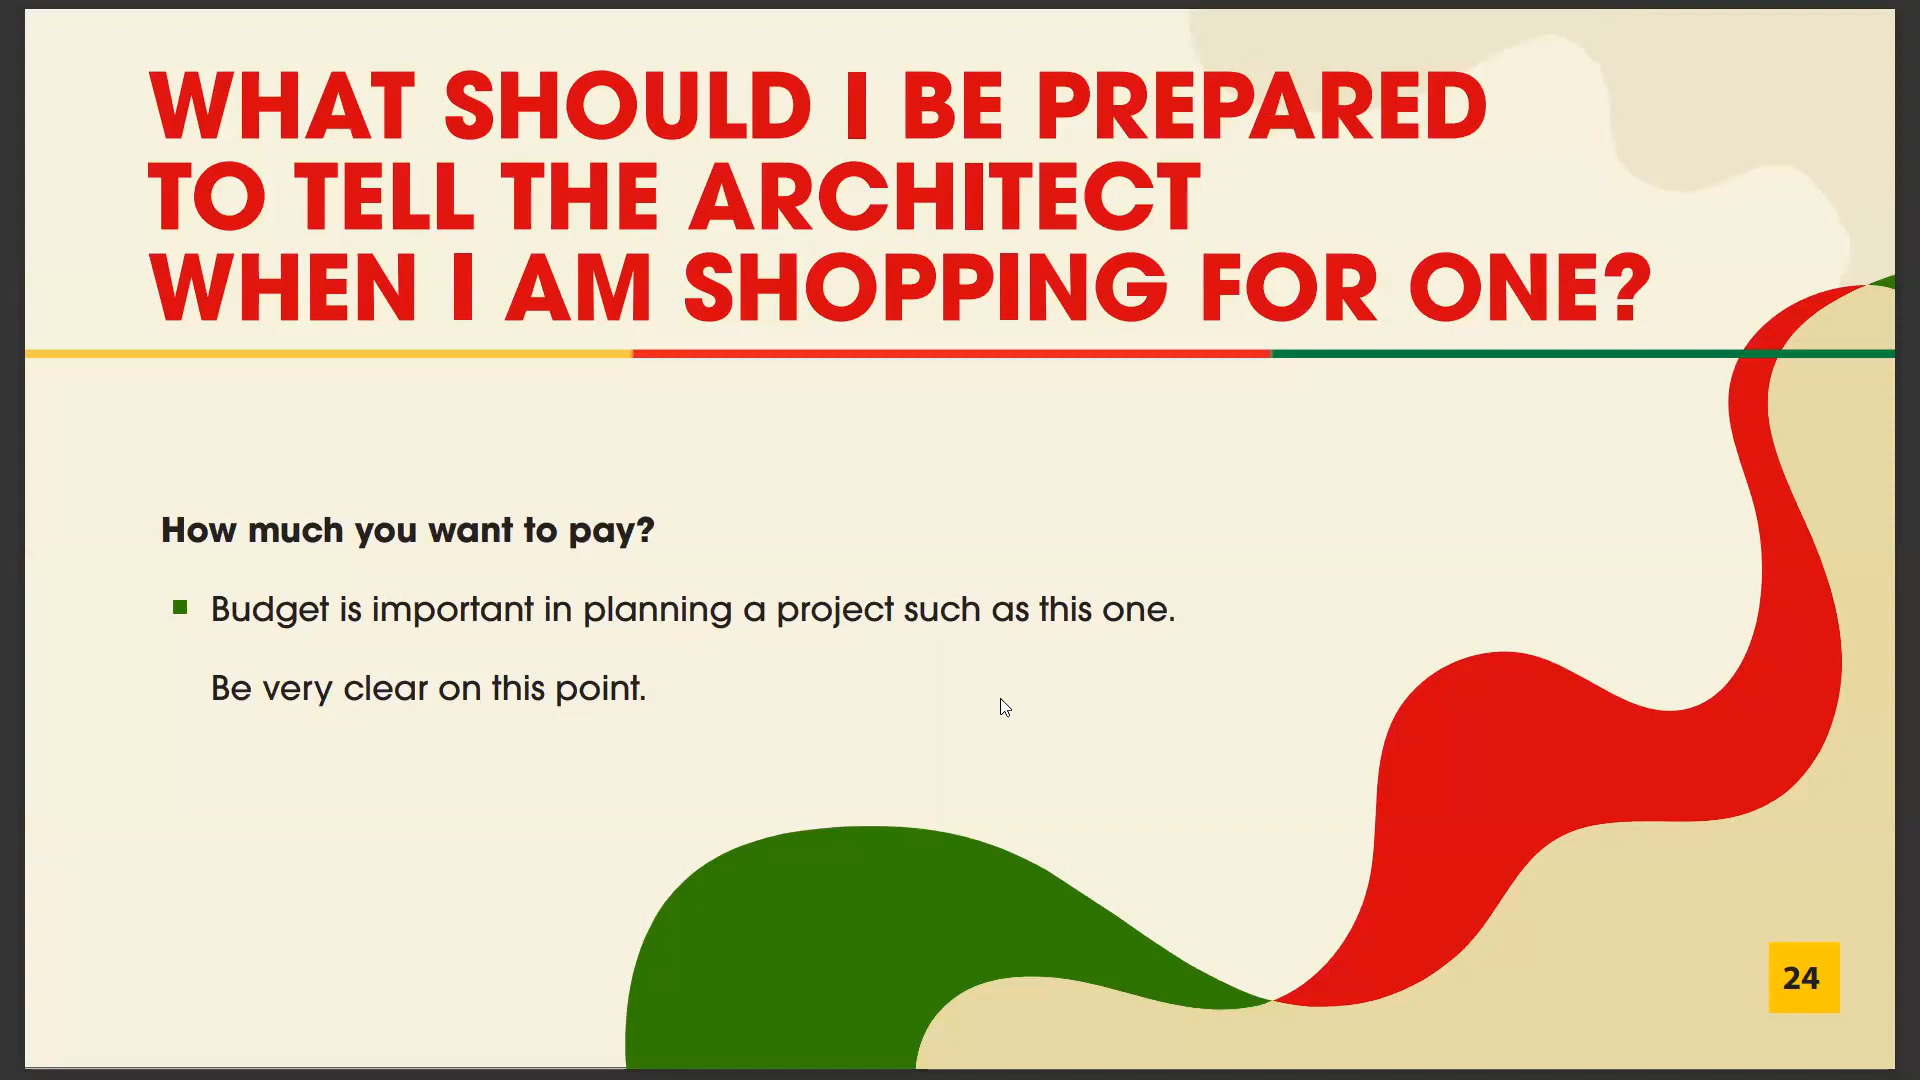 WHAT SHOULD I BE PREPARED
TO TELL THE ARCHITECT
WHEN I AM SHOPPING FOR ONE?
How much you want to pay?
Budget is important in planning a project such as this one.
Be very clear on this point.
24